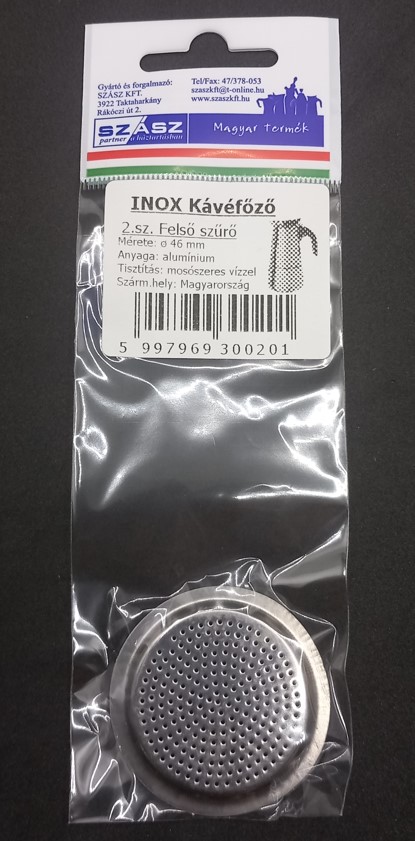 Gyártó és forgalmazó:
SZÁSZ KFT.
3922 Taktaharkány
Rákóczi út 2.
Tel/Fax: 47/378-053
szaszkft@t-online.hu
www.szaszkft.hu
SZÁSZ
partner a háztartásban
Magyar Termék
INOX Kávéfőző
2.sz. Felső szűrő
Mérete: ø 46 mm
Anyaga: alumínium
Tisztítás: mosószeres vízzel
Szárm.hely: Magyarország
5 997969 300201